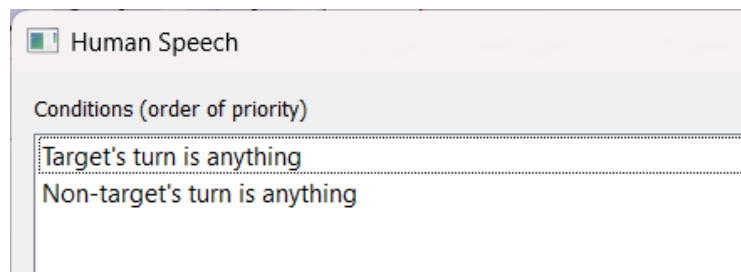 Human Speech
Conditions (order of priority)
Target's turn is anything
Non-target's turn is anything